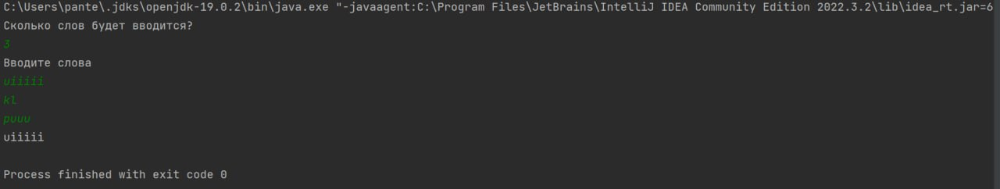 C:\Users\pante\.jdks\openjdk-19.0.2\bin\java.exe "-javaagent:C:\Program Files\JetBrains\IntelliJ IDEA Community Edition 2022.3.2\lib\idea_rt.jar=6
Сколько слов будет вводится?
3
Вводите слова
uiiiii
kl
puuu
uiiiii
Process finished with exit code 0